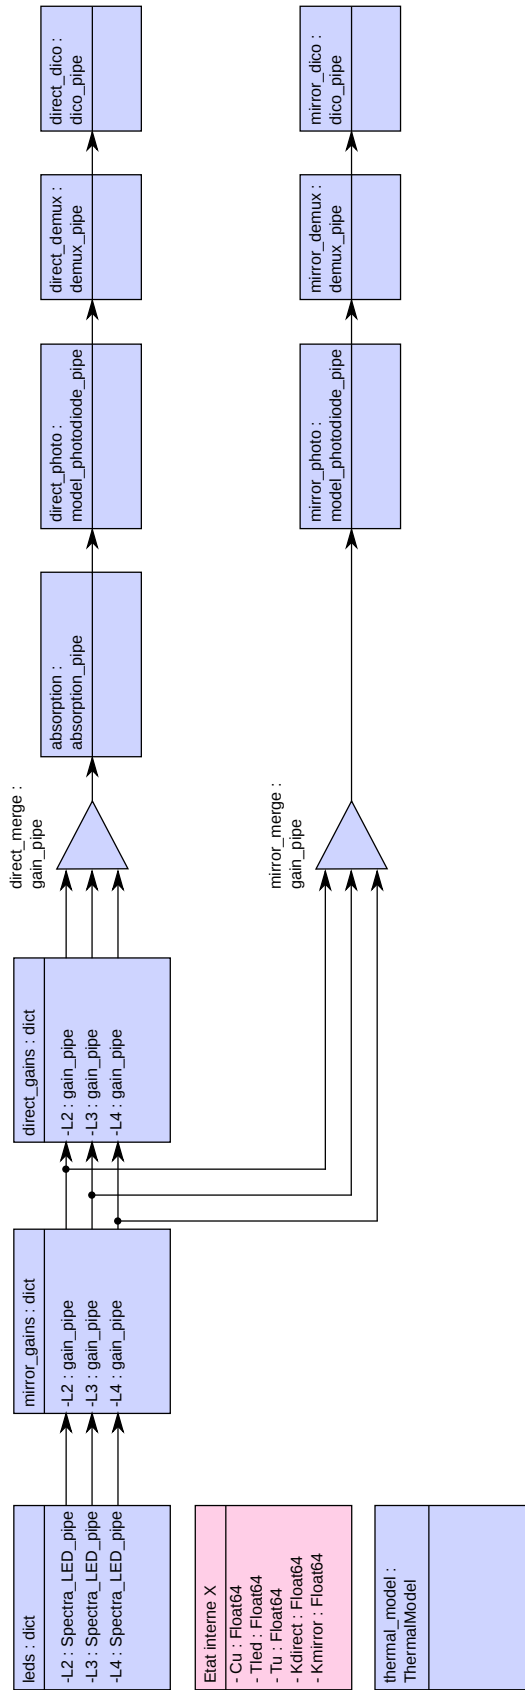 leds : dict
-L2 : Spectra_LED_pipe
-L3 : Spectra_LED_pipe
-L4 : Spectra_LED_pipe
mirror_gains : dict
-L2 : gain_pipe
-L3 : gain_pipe
-L4 : gain_pipe
direct_gains : dict
-L2 : gain_pipe
-L3 : gain_pipe
-L4 : gain_pipe
direct_merge :
gain_pipe
absorption :
absorption_pipe
direct_photo :
model_photodiode_pipe
direct_demux :
demux_pipe
direct_dico :
dico_pipe
Etat interne X
- Cu : Float64
- Tled : Float64
- Tu : Float64
- Kdirect : Float64
- Kmirror : Float64
mirror_merge :
gain_pipe
mirror_photo :
model_photodiode_pipe
mirror_demux :
demux_pipe
mirror_dico :
dico_pipe
thermal_model :
ThermalModel